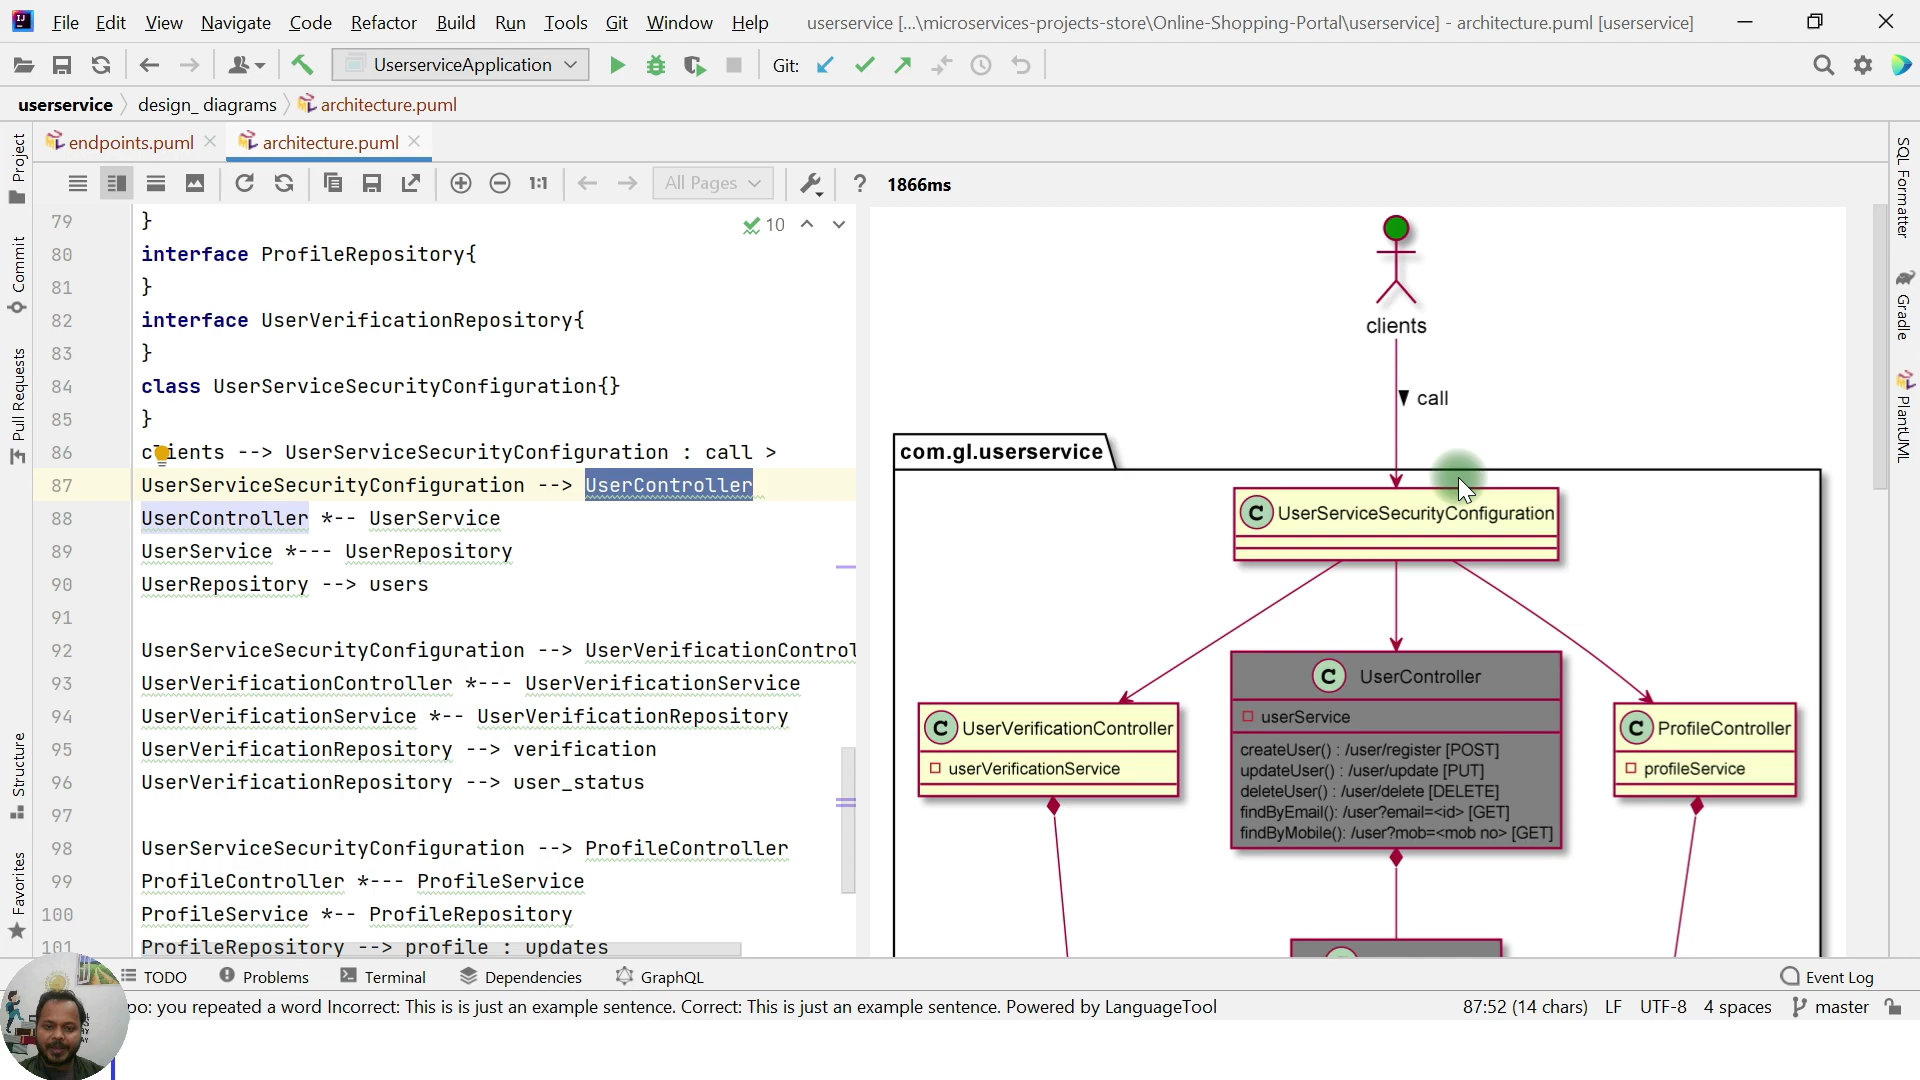 File Edit View Navigate Code Refactor Build Run Tools Git Window Help userservice [...\microservices-projects-store\Online-Shopping-Portal\userservice] - architecture.puml [userservice]
UserserviceApplication Git:
userservice design_ diagrams architecture.puml
endpoints.puml architecture.puml
1:1 All Pages ? 1866ms
Project
Commit
Pull Requests
Structure
Favorites
79 }
10
80 interface ProfileRepository{
81 }
82 interface UserVerificationRepository{
83 }
84 class UserServiceSecurityConfiguration{}
85 }
86 clients --> UserServiceSecurityConfiguration : call >
87 UserServiceSecurityConfiguration --> UserController
88 UserController *-- UserService
89 UserService *--- UserRepository
90 UserRepository --> users
91
92 UserServiceSecurityConfiguration --> UserVerificationControl
93 UserVerificationController *--- UserVerificationService
94 UserVerificationService *-- UserVerificationRepository
95 UserVerificationRepository --> verification
96 UserVerificationRepository --> user_status
97
98 UserServiceSecurityConfiguration --> ProfileController
99 ProfileController *--- ProfileService
100 ProfileService *-- ProfileRepository
101 ProfileRepository --> profile : updates
clients
call
com.gl.userservice
C UserServiceSecurityConfiguration
C UserVerificationController
userVerificationService
C UserController
userService
createUser() : /user/register [POST]
updateUser() : /user/update [PUT]
deleteUser() : /user/delete [DELETE]
findByEmail(): /user?email=<id> [GET]
findByMobile(): /user?mob=<mob no> [GET]
C ProfileController
profileService
SQL Formatter
Gradle
PlantUML
TODO Problems Terminal Dependencies GraphQL Event Log
po: you repeated a word Incorrect: This is is just an example sentence. Correct: This is just an example sentence. Powered by LanguageTool 87:52 (14 chars) LF UTF-8 4 spaces master